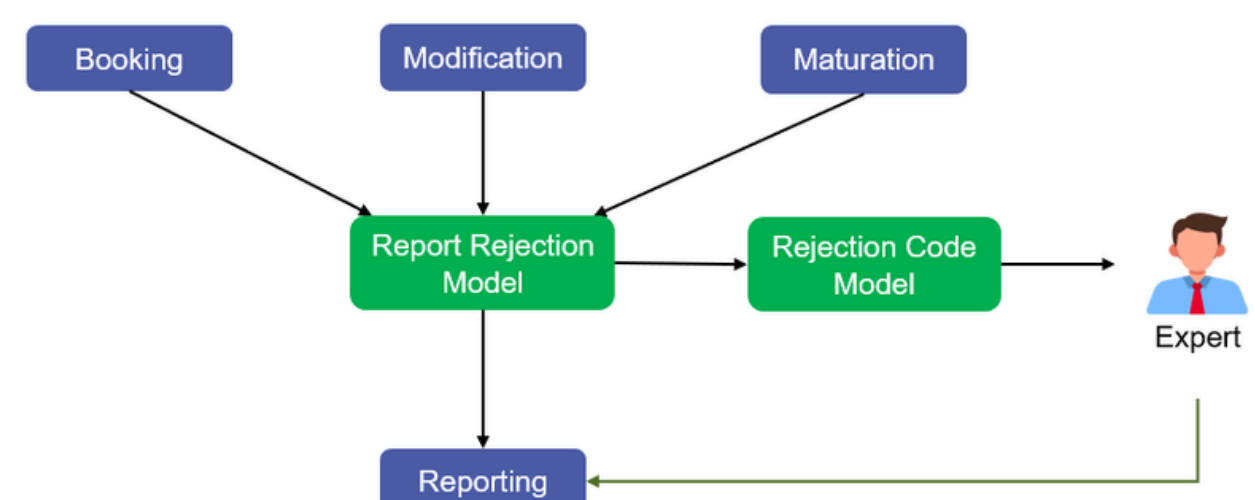 Booking
Modification
Maturation
Report Rejection
Model
Rejection Code
Model
Expert
Reporting